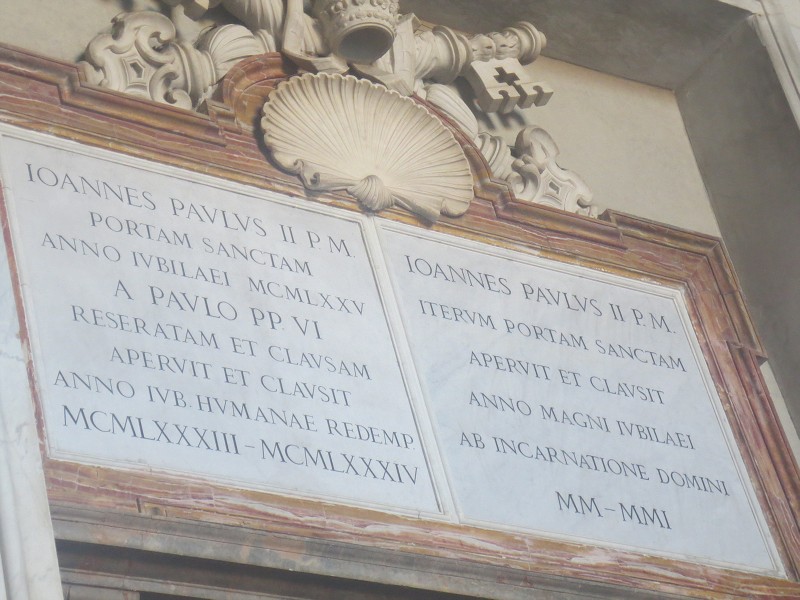 IOANNES PAVLVS II P. M.
PORTAM SANCTAM
ANNO IVBILAEI MCMLXXV
A PAVLO PP. VI
RESERATAM ET CLAVSAM
APERVIT ET CLAVSIT
ANNO IVB. HVMANAE REDEMP.
MCMLXXXIII – MCMLXXXIV
IOANNES PAVLVS II P. M.
ITERVM PORTAM SANCTAM
APERVIT ET CLAVSIT
ANNO MAGNI IVBILAEI
AB INCARNATIONE DOMINI
MM – MMI